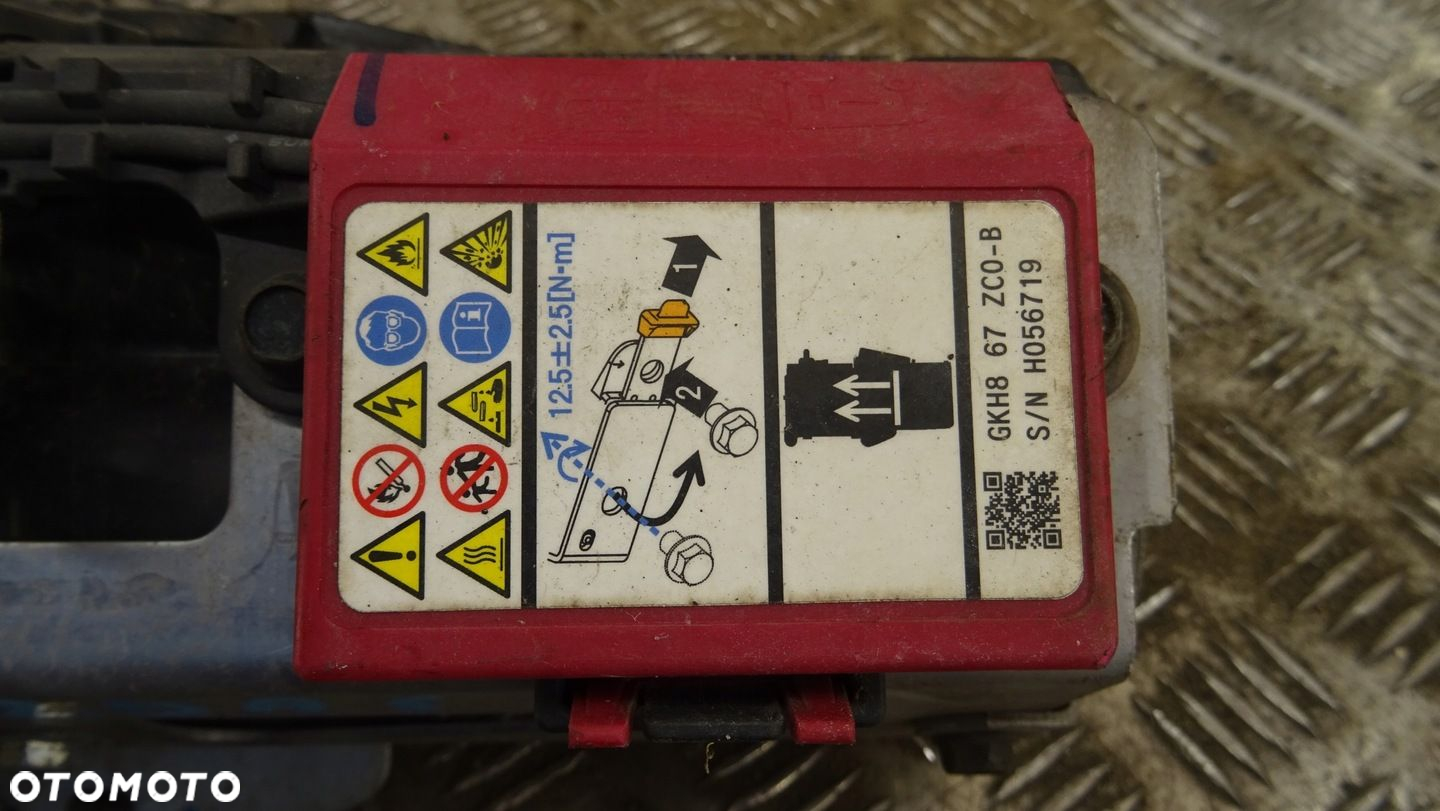 12.5±2.5[N·m]
1
2
GKH8 67 ZC0-B
S/N H056719
OTOMOTO